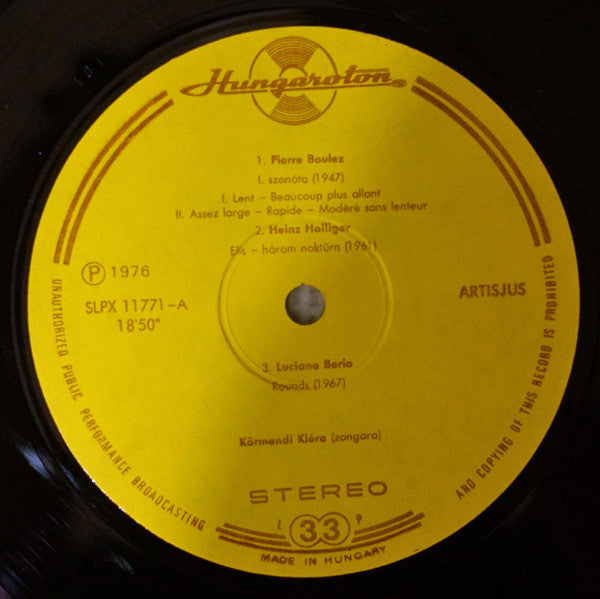 Hungaroton®
1. Pierre Boulez
I. szonáta (1947)
I. Lent – Beaucoup plus allant
II. Assez large – Rapide – Modéré sans lenteur
2. Heinz Holliger
Elis – három noktürn (1961)
Ⓟ 1976
SLPX 11771-A
18'50"
ARTISJUS
3. Luciano Berio
Rounds (1967)
Körmendi Klára (zongora)
STEREO
L 33 P
MADE IN HUNGARY
UNAUTHORIZED PUBLIC PERFORMANCE BROADCASTING
AND COPYING OF THIS RECORD IS PROHIBITED